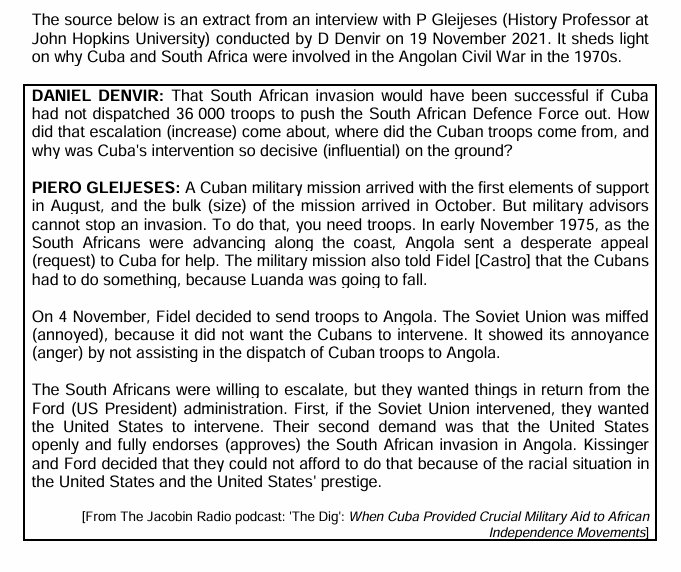 The source below is an extract from an interview with P Gleijeses (History Professor at
John Hopkins University) conducted by D Denvir on 19 November 2021. It sheds light
on why Cuba and South Africa were involved in the Angolan Civil War in the 1970s.
DANIEL DENVIR: That South African invasion would have been successful if Cuba
had not dispatched 36 000 troops to push the South African Defence Force out. How
did that escalation (increase) come about, where did the Cuban troops come from, and
why was Cuba's intervention so decisive (influential) on the ground?
PIERO GLEIJESES: A Cuban military mission arrived with the first elements of support
in August, and the bulk (size) of the mission arrived in October. But military advisors
cannot stop an invasion. To do that, you need troops. In early November 1975, as the
South Africans were advancing along the coast, Angola sent a desperate appeal
(request) to Cuba for help. The military mission also told Fidel [Castro] that the Cubans
had to do something, because Luanda was going to fall.
On 4 November, Fidel decided to send troops to Angola. The Soviet Union was miffed
(annoyed), because it did not want the Cubans to intervene. It showed its annoyance
(anger) by not assisting in the dispatch of Cuban troops to Angola.
The South Africans were willing to escalate, but they wanted things in return from the
Ford (US President) administration. First, if the Soviet Union intervened, they wanted
the United States to intervene. Their second demand was that the United States
openly and fully endorses (approves) the South African invasion in Angola. Kissinger
and Ford decided that they could not afford to do that because of the racial situation in
the United States and the United States' prestige.
[From The Jacobin Radio podcast: 'The Dig': When Cuba Provided Crucial Military Aid to African
Independence Movements]